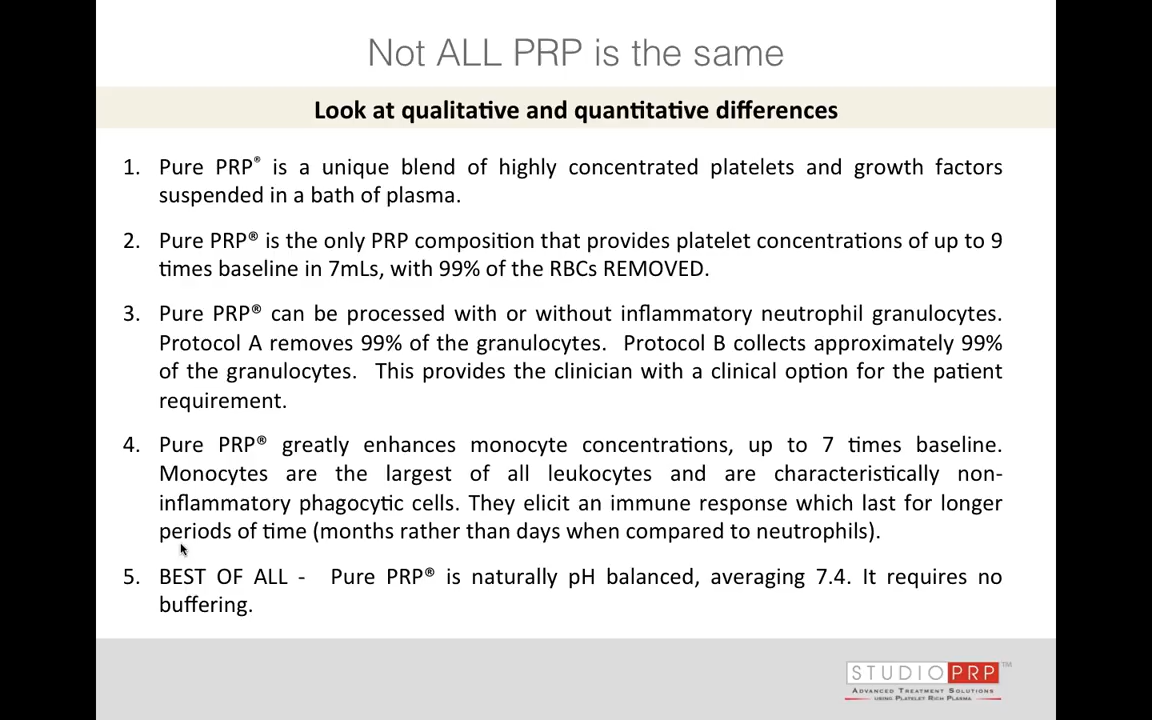 Not ALL PRP is the same
Look at qualitative and quantitative differences
1. Pure PRP® is a unique blend of highly concentrated platelets and growth factors
suspended in a bath of plasma.
2. Pure PRP® is the only PRP composition that provides platelet concentrations of up to 9
times baseline in 7mLs, with 99% of the RBCs REMOVED.
3. Pure PRP® can be processed with or without inflammatory neutrophil granulocytes.
Protocol A removes 99% of the granulocytes. Protocol B collects approximately 99%
of the granulocytes. This provides the clinician with a clinical option for the patient
requirement.
4. Pure PRP® greatly enhances monocyte concentrations, up to 7 times baseline.
Monocytes are the largest of all leukocytes and are characteristically non-
inflammatory phagocytic cells. They elicit an immune response which last for longer
periods of time (months rather than days when compared to neutrophils).
5. BEST OF ALL - Pure PRP® is naturally pH balanced, averaging 7.4. It requires no
buffering.
STUDIO PRP ™
ADVANCED TREATMENT SOLUTIONS
USING PLATELET RICH PLASMA